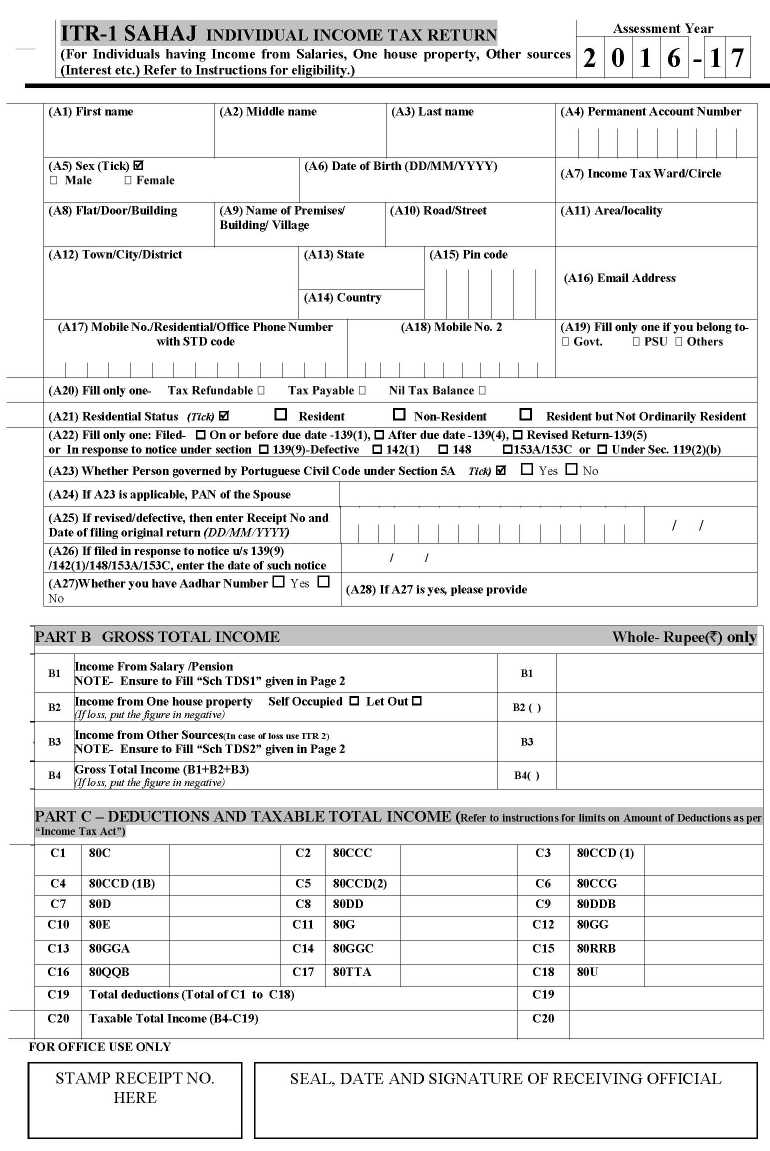 ITR-1 SAHAJ INDIVIDUAL INCOME TAX RETURN
(For Individuals having Income from Salaries, One house property, Other sources
(Interest etc.) Refer to Instructions for eligibility.)
Assessment Year
2 0 1 6 - 1 7
(A1) First name
(A2) Middle name
(A3) Last name
(A4) Permanent Account Number
(A5) Sex (Tick) ☑
☐ Male ☐ Female
(A6) Date of Birth (DD/MM/YYYY)
(A7) Income Tax Ward/Circle
(A8) Flat/Door/Building
(A9) Name of Premises/
Building/ Village
(A10) Road/Street
(A11) Area/locality
(A12) Town/City/District
(A13) State
(A14) Country
(A15) Pin code
(A16) Email Address
(A17) Mobile No./Residential/Office Phone Number
with STD code
(A18) Mobile No. 2
(A19) Fill only one if you belong to-
☐ Govt. ☐ PSU ☐ Others
(A20) Fill only one- Tax Refundable ☐ Tax Payable ☐ Nil Tax Balance ☐
(A21) Residential Status (Tick) ☑ ☐ Resident ☐ Non-Resident ☐ Resident but Not Ordinarily Resident
(A22) Fill only one: Filed- ☐ On or before due date -139(1), ☐ After due date -139(4), ☐ Revised Return-139(5)
or In response to notice under section ☐ 139(9)-Defective ☐ 142(1) ☐ 148 ☐153A/153C or ☐ Under Sec. 119(2)(b)
(A23) Whether Person governed by Portuguese Civil Code under Section 5A Tick) ☑ ☐ Yes ☐ No
(A24) If A23 is applicable, PAN of the Spouse
(A25) If revised/defective, then enter Receipt No and
Date of filing original return (DD/MM/YYYY)
/ /
(A26) If filed in response to notice u/s 139(9)
/142(1)/148/153A/153C, enter the date of such notice
/ /
(A27)Whether you have Aadhar Number ☐ Yes ☐
No
(A28) If A27 is yes, please provide
PART B GROSS TOTAL INCOME Whole- Rupee(₹) only
B1 Income From Salary /Pension B1
NOTE- Ensure to Fill “Sch TDS1” given in Page 2
B2 Income from One house property Self Occupied ☐ Let Out ☐ B2 ( )
(If loss, put the figure in negative)
B3 Income from Other Sources(In case of loss use ITR 2) B3
NOTE- Ensure to Fill “Sch TDS2” given in Page 2
B4 Gross Total Income (B1+B2+B3) B4( )
(If loss, put the figure in negative)
PART C – DEDUCTIONS AND TAXABLE TOTAL INCOME (Refer to instructions for limits on Amount of Deductions as per
“Income Tax Act”)
C1 80C C2 80CCC C3 80CCD (1)
C4 80CCD (1B) C5 80CCD(2) C6 80CCG
C7 80D C8 80DD C9 80DDB
C10 80E C11 80G C12 80GG
C13 80GGA C14 80GGC C15 80RRB
C16 80QQB C17 80TTA C18 80U
C19 Total deductions (Total of C1 to C18) C19
C20 Taxable Total Income (B4-C19) C20
FOR OFFICE USE ONLY
STAMP RECEIPT NO.
HERE
SEAL, DATE AND SIGNATURE OF RECEIVING OFFICIAL